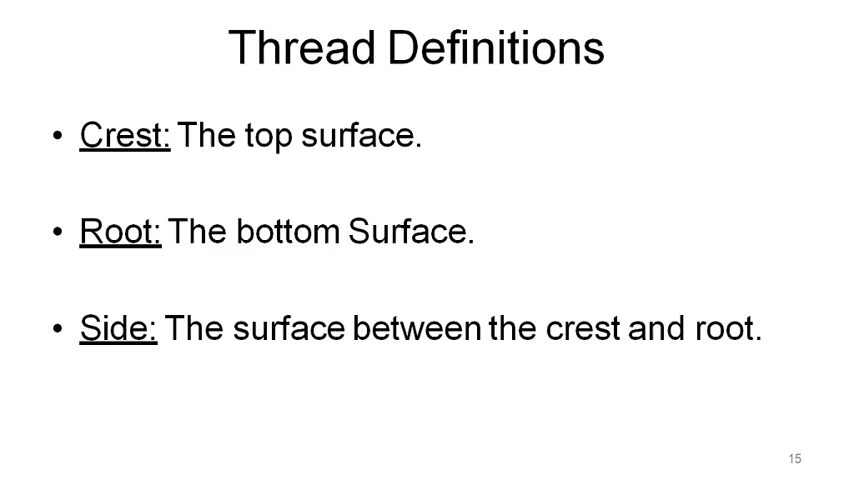 Thread Definitions
• Crest: The top surface.
• Root: The bottom Surface.
• Side: The surface between the crest and root.
15